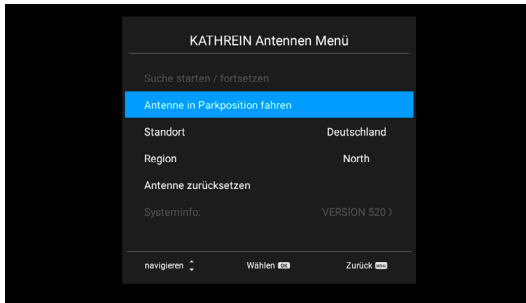 KATHREIN Antennen Menü
Suche starten / fortsetzen
Antenne in Parkposition fahren
Standort Deutschland
Region North
Antenne zurücksetzen
Systeminfo: VERSION 520 )
navigieren Wählen OK Zurück MENU